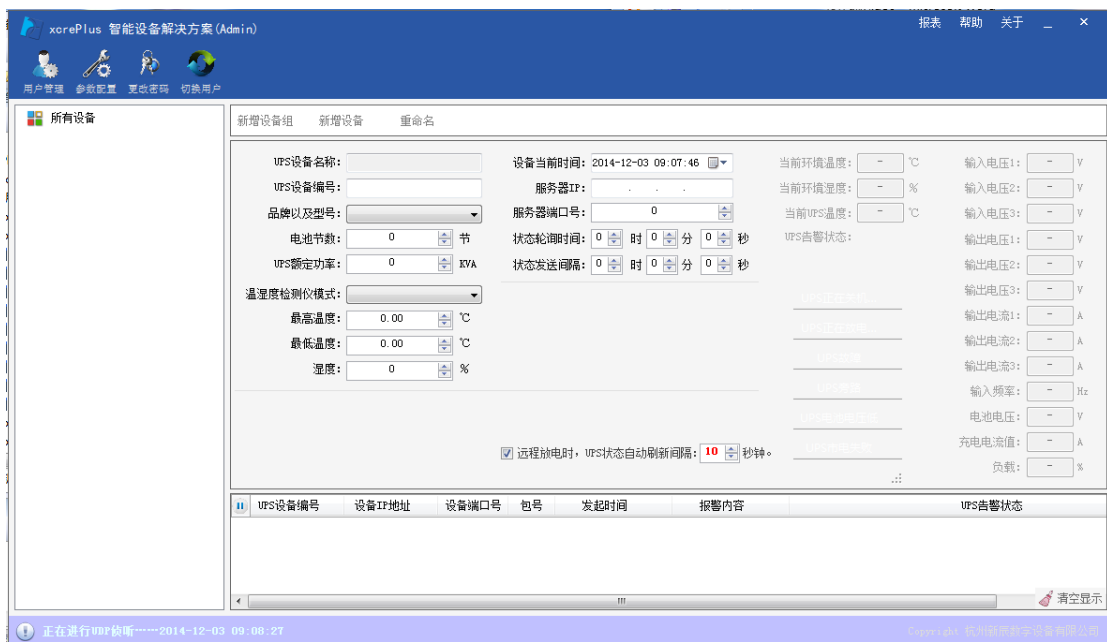 xcrePlus 智能设备解决方案(Admin)
报表 帮助 关于 _ ×
用户管理 参数配置 更改密码 切换用户
所有设备
新增设备组 新增设备 重命名
UPS设备名称: 设备当前时间: 2014-12-03 09:07:46 当前环境温度: - ℃ 输入电压1: - V
UPS设备编号: 服务器IP: . . . 当前环境湿度: - % 输入电压2: - V
品牌以及型号: 服务器端口号: 0 当前UPS温度: - ℃ 输入电压3: - V
电池节数: 0 节 状态轮询时间: 0 时 0 分 0 秒 UPS告警状态: 输出电压1: - V
UPS额定功率: 0 KVA 状态发送间隔: 0 时 0 分 0 秒 输出电压2: - V
温湿度检测仪模式: 输出电压3: - V
最高温度: 0.00 ℃ UPS正在关机... 输出电流1: - A
最低温度: 0.00 ℃ 输出电流2: - A
湿度: 0 % 输出电流3: - A
输入频率: - Hz
电池电压: - V
充电电流值: - A
远程放电时，UPS状态自动刷新间隔: 10 秒钟。
负载: - %
UPS设备编号 设备IP地址 设备端口号 包号 发起时间 报警内容 UPS告警状态
清空显示
正在进行UDP侦听······2014-12-03 09:08:27